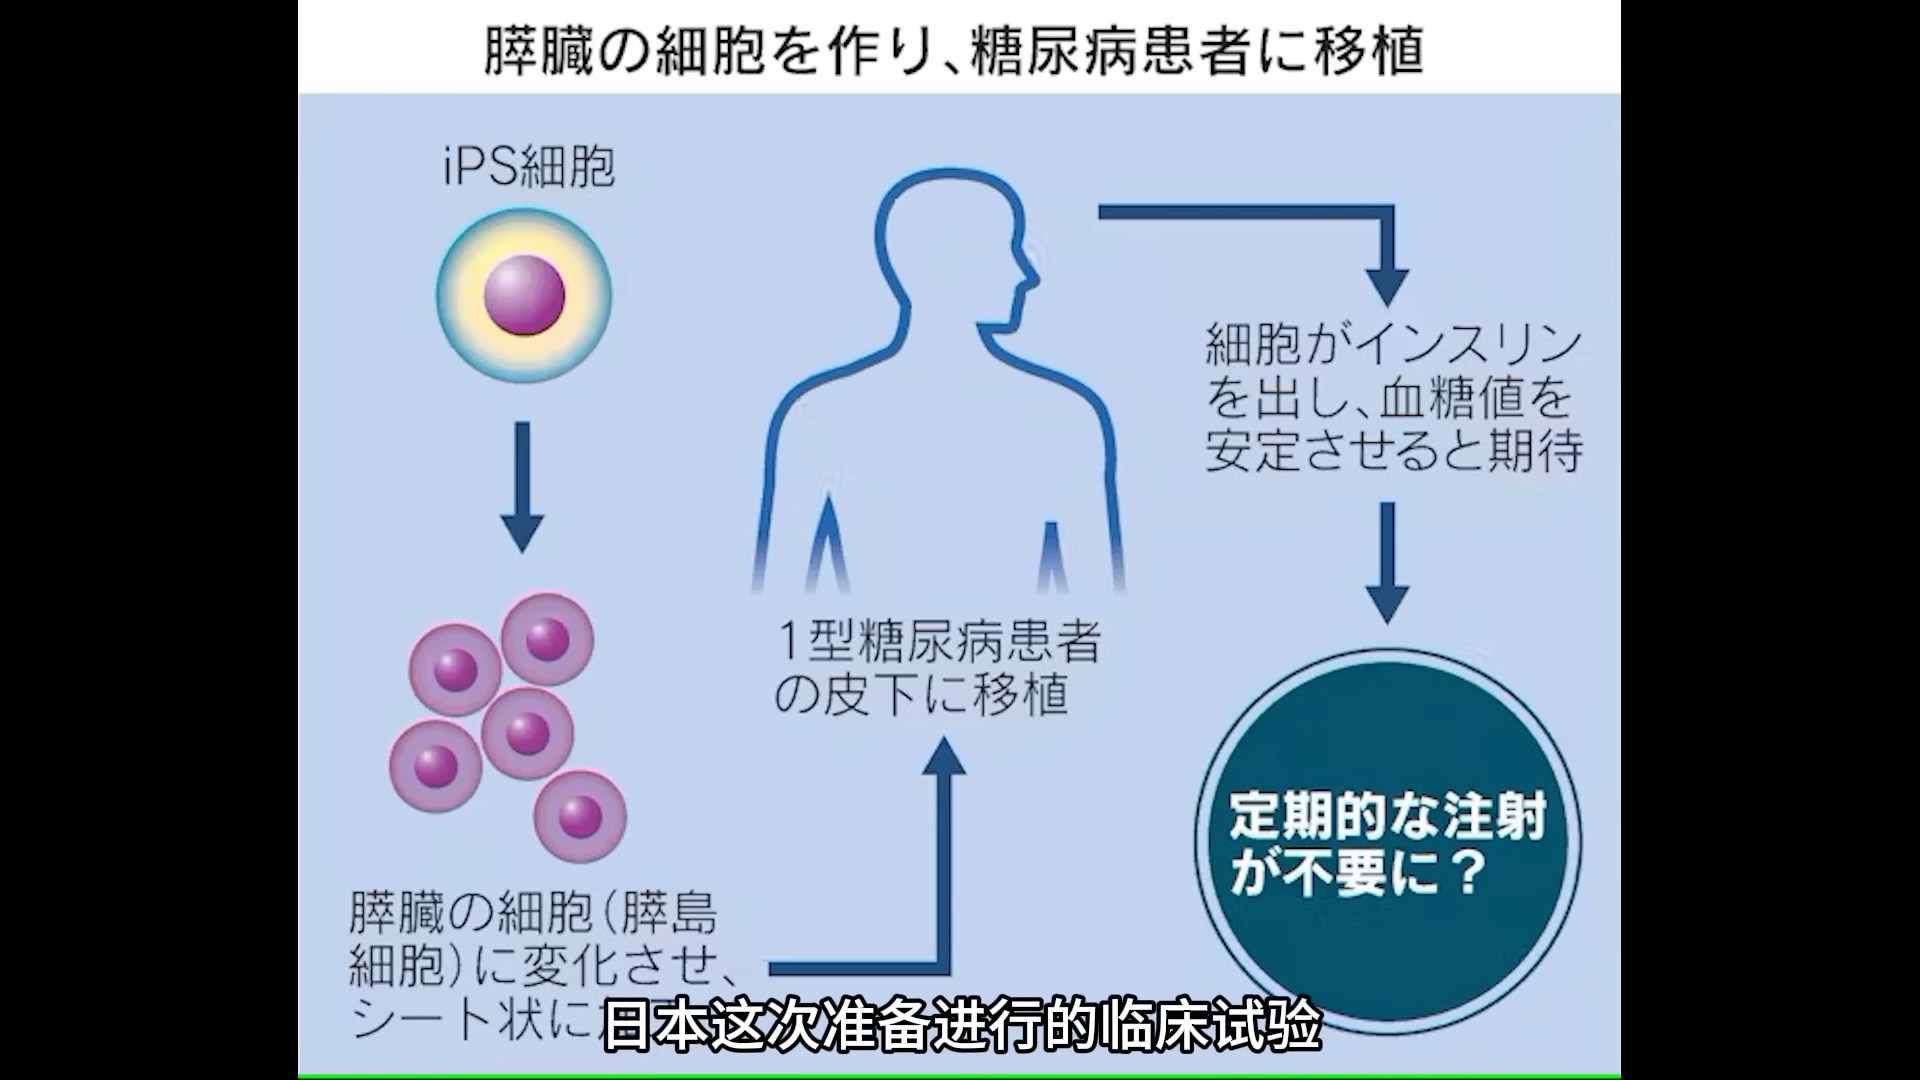 膵臓の細胞を作り、糖尿病患者に移植
iPS細胞
膵臓の細胞（膵島
細胞）に変化させ、
シート状に
1型糖尿病患者
の皮下に移植
細胞がインスリン
を出し、血糖値を
安定させると期待
定期的な注射
が不要に？
日本这次准备进行的临床试验